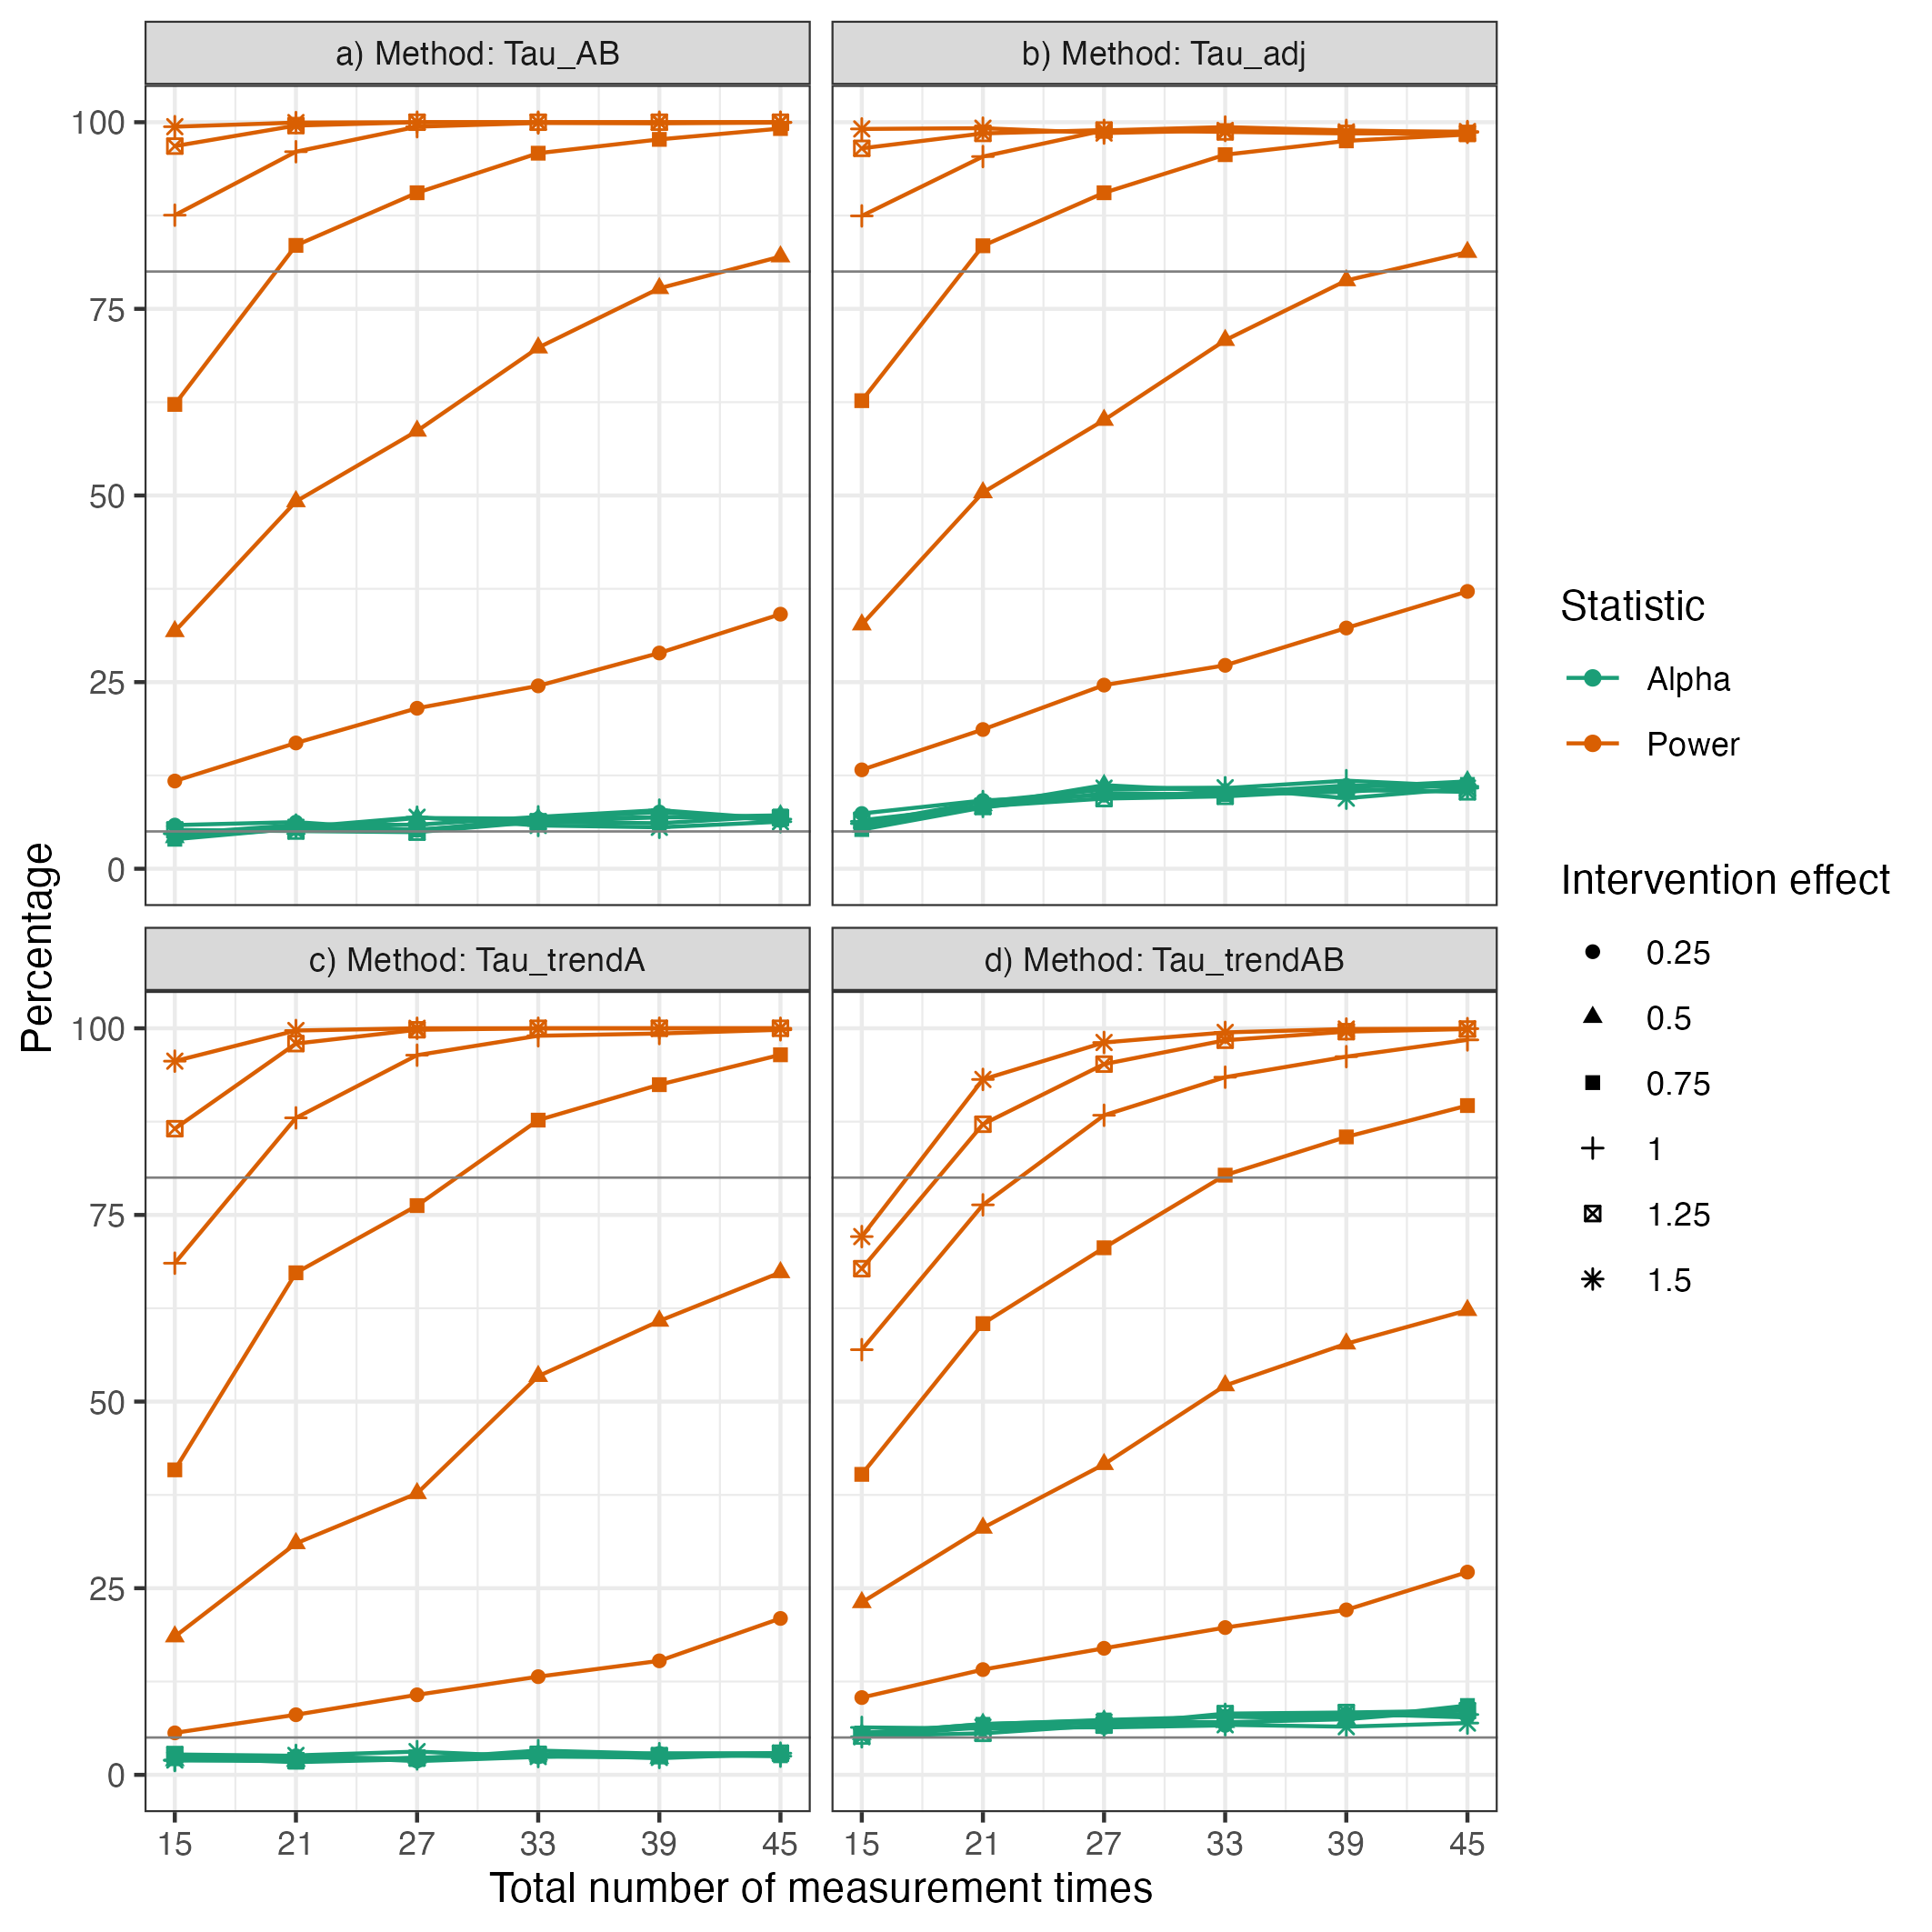 a) Method: Tau_AB
b) Method: Tau_adj
100
75
50
25
0
c) Method: Tau_trendA
d) Method: Tau_trendAB
100
75
50
25
0
15 21 27 33 39 45
15 21 27 33 39 45
Total number of measurement times
Percentage
Statistic
Alpha
Power
Intervention effect
0.25
0.5
0.75
1
1.25
1.5